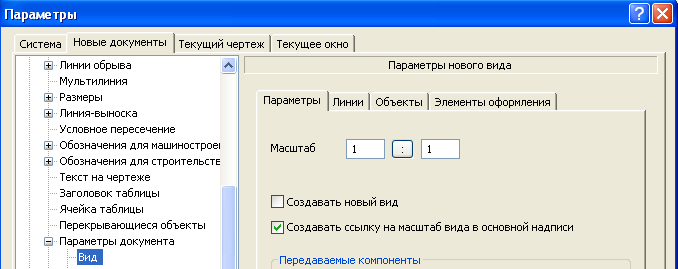 Параметры
Система Новые документы Текущий чертеж Текущее окно
Линии обрыва
Мультилиния
Размеры
Линия-выноска
Условное пересечение
Обозначения для машинострое
Обозначения для строительств
Текст на чертеже
Заголовок таблицы
Ячейка таблицы
Перекрывающиеся объекты
Параметры документа
Вид
Параметры нового вида
Параметры Линии Объекты Элементы оформления
Масштаб 1 : 1
Создавать новый вид
Создавать ссылку на масштаб вида в основной надписи
Передаваемые компоненты